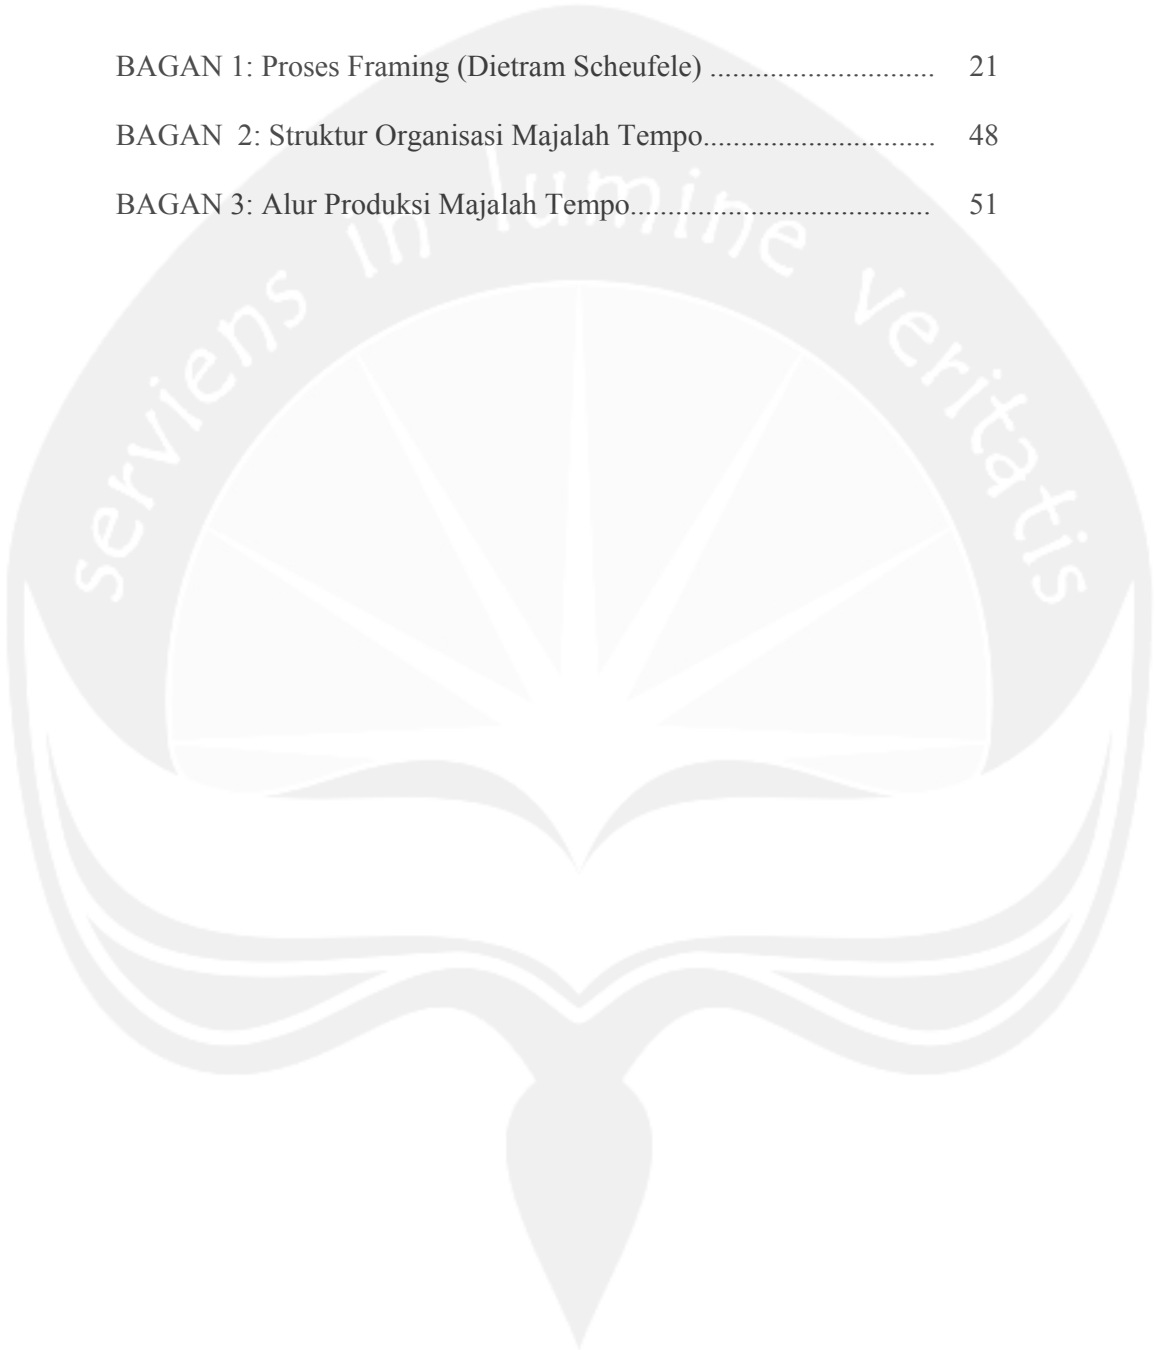 BAGAN 1: Proses Framing (Dietram Scheufele) .............................. 21
BAGAN  2: Struktur Organisasi Majalah Tempo............................... 48
BAGAN 3: Alur Produksi Majalah Tempo........................................ 51
serviens in lumine veritatis